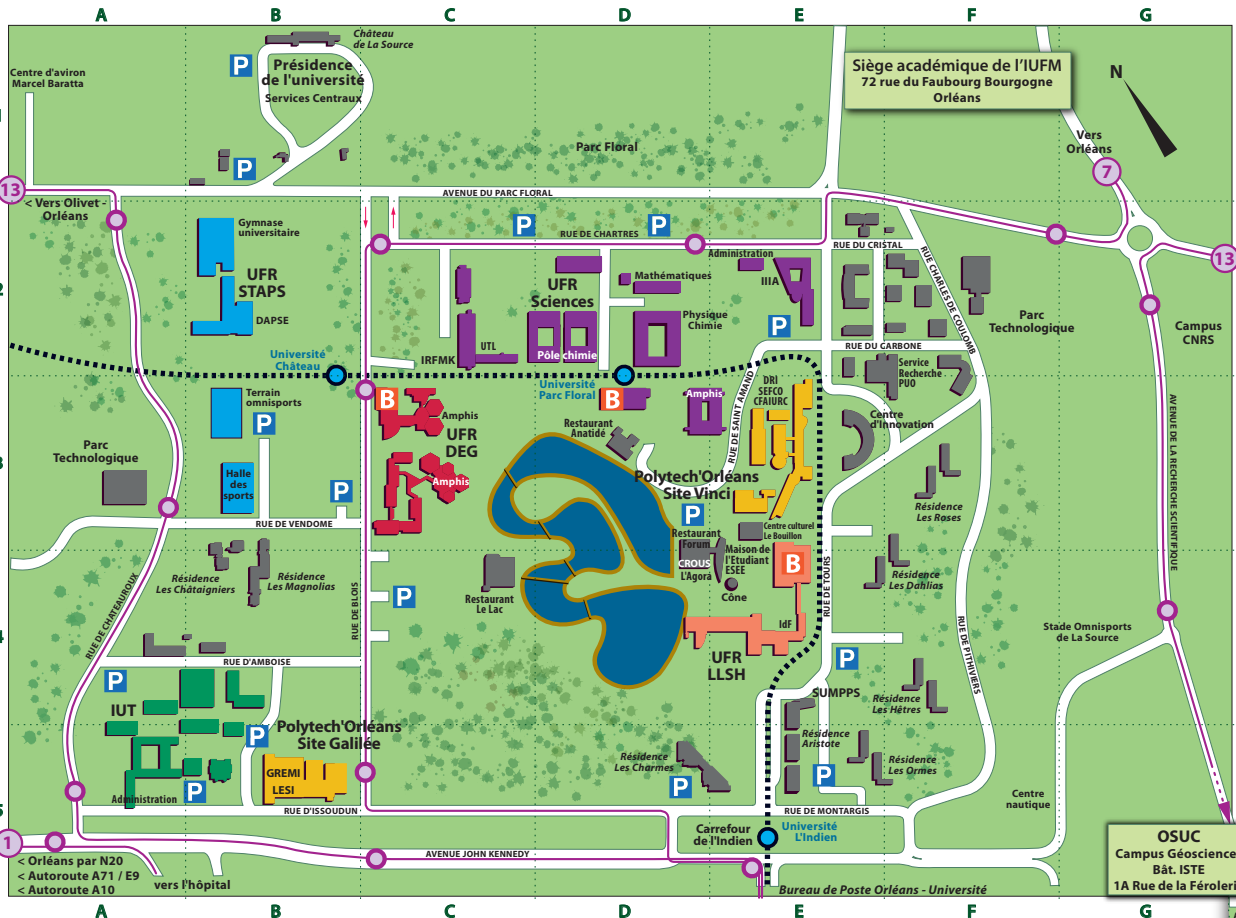 A B C D E F G
Château
de La Source
P
Présidence
de l'université
Services Centraux
Centre d'aviron
Marcel Baratta
Siège académique de l'IUFM
72 rue du Faubourg Bourgogne
Orléans
N
Vers
Orléans
7
Parc Floral
P
13
< Vers Olivet -
Orléans
AVENUE DU PARC FLORAL
P
P
RUE DE CHARTRES
Gymnase
universitaire
UFR
STAPS
DAPSE
Administration
IIIA
RUE DU CRISTAL
RUE CHARLES DE COULOMB
13
2
UFR
Sciences
Mathématiques
Physique
Chimie
P
Parc
Technologique
Campus
CNRS
UTL
IRFMK
Pôle chimie
RUE DU CARBONE
Université
Château
Université
Parc Floral
Service
Recherche
PUO
DRI
SEFCO
CFAIURC
RUE DE SAINT AMAND
Terrain
omnisports
P
B
Amphis
UFR
DEG
Amphis
B
Amphis
Restaurant
Anatidé
Centre
d'Innovation
AVENUE DE LA RECHERCHE SCIENTIFIQUE
Parc
Technologique
3
Halle
des
sports
P
Polytech'Orléans
Site Vinci
P
Résidence
Les Roses
RUE DE VENDOME
Restaurant
Forum
CROUS
L'Agora
Centre culturel
Le Bouillon
Maison de
l'Etudiant
ESEE
B
Cône
Résidence
Les Châtaigniers
Résidence
Les Magnolias
Restaurant
Le Lac
P
Résidence
Les Dahlias
RUE DE TOURS
RUE DE BLOIS
RUE DE CHATEAUROUX
4
IdF
UFR
LLSH
Stade Omnisports
de La Source
RUE DE PITHIVIERS
RUE D'AMBOISE
P
P
IUT
SUMPPS
Résidence
Les Hêtres
P
Polytech'Orléans
Site Galilée
Résidence
Aristote
Résidence
Les Charmes
P
P
Résidence
Les Ormes
GREMI
LESI
Administration
P
RUE D'ISSOUDUN
RUE DE MONTARGIS
Centre
nautique
1
Carrefour
de l'Indien
Université
L'Indien
AVENUE JOHN KENNEDY
< Orléans par N20
< Autoroute A71 / E9
< Autoroute A10
vers l'hôpital
Bureau de Poste Orléans - Université
OSUC
Campus Géoscience
Bât. ISTE
1A Rue de la Féroleri
A B C D E F G